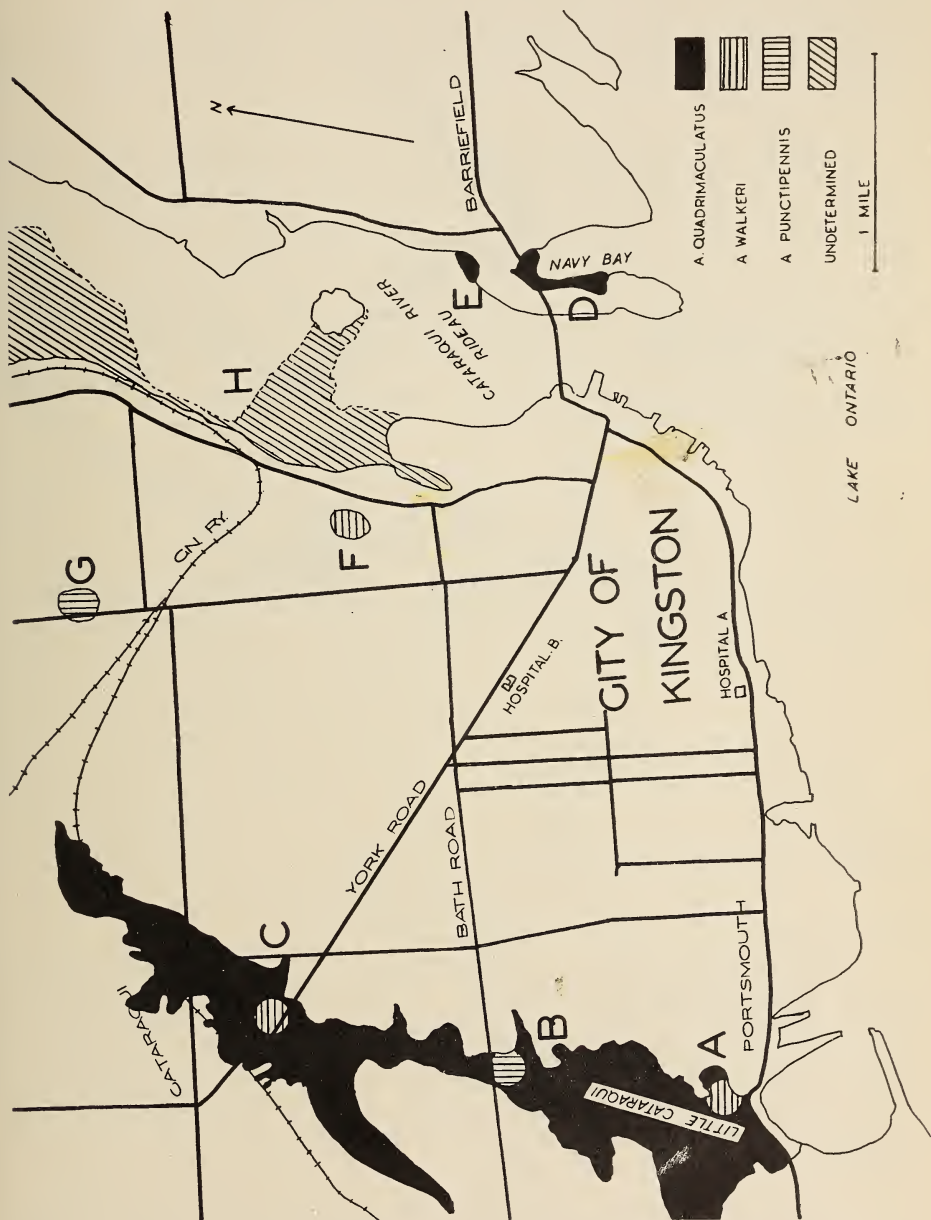 N
BARRIEFIELD
NAVY BAY
E
D
CATARAQUI RIVER
RIDEAU
H
G
F
CN RY.
C
B
A
CATARAQUI
YORK ROAD
BATH ROAD
HOSPITAL. B.
CITY OF
KINGSTON
HOSPITAL A
PORTSMOUTH
LITTLE CATARAQUI
LAKE ONTARIO
A. QUADRIMACULATUS
A WALKERI
A PUNCTIPENNIS
UNDETERMINED
1 MILE